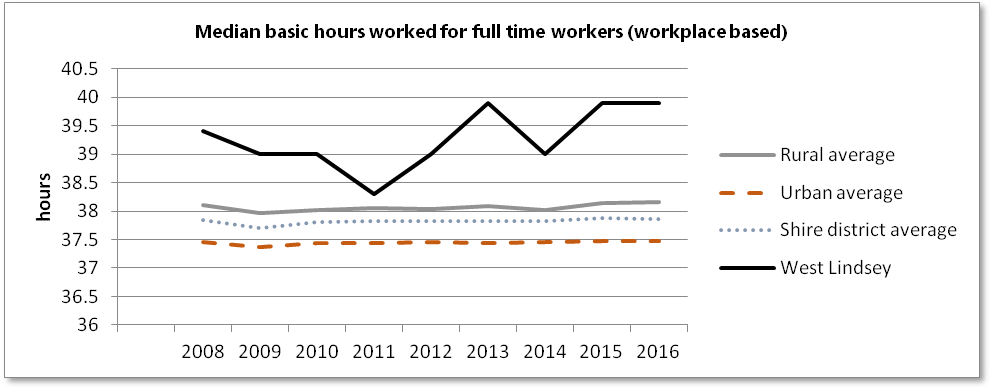 Median basic hours worked for full time workers (workplace based)
40.5
40
39.5
39
38.5
38
37.5
37
36.5
36
hours
2008 2009 2010 2011 2012 2013 2014 2015 2016
Rural average
Urban average
Shire district average
West Lindsey